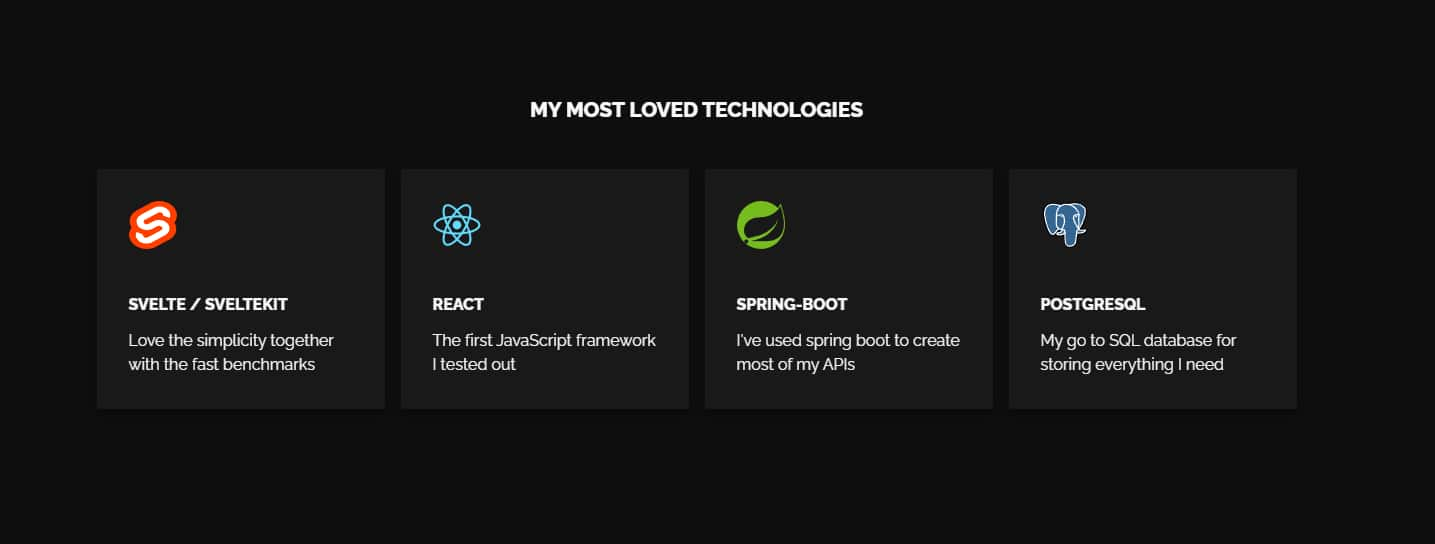 MY MOST LOVED TECHNOLOGIES
SVELTE / SVELTEKIT
Love the simplicity together
with the fast benchmarks
REACT
The first JavaScript framework
I tested out
SPRING-BOOT
I've used spring boot to create
most of my APIs
POSTGRESQL
My go to SQL database for
storing everything I need